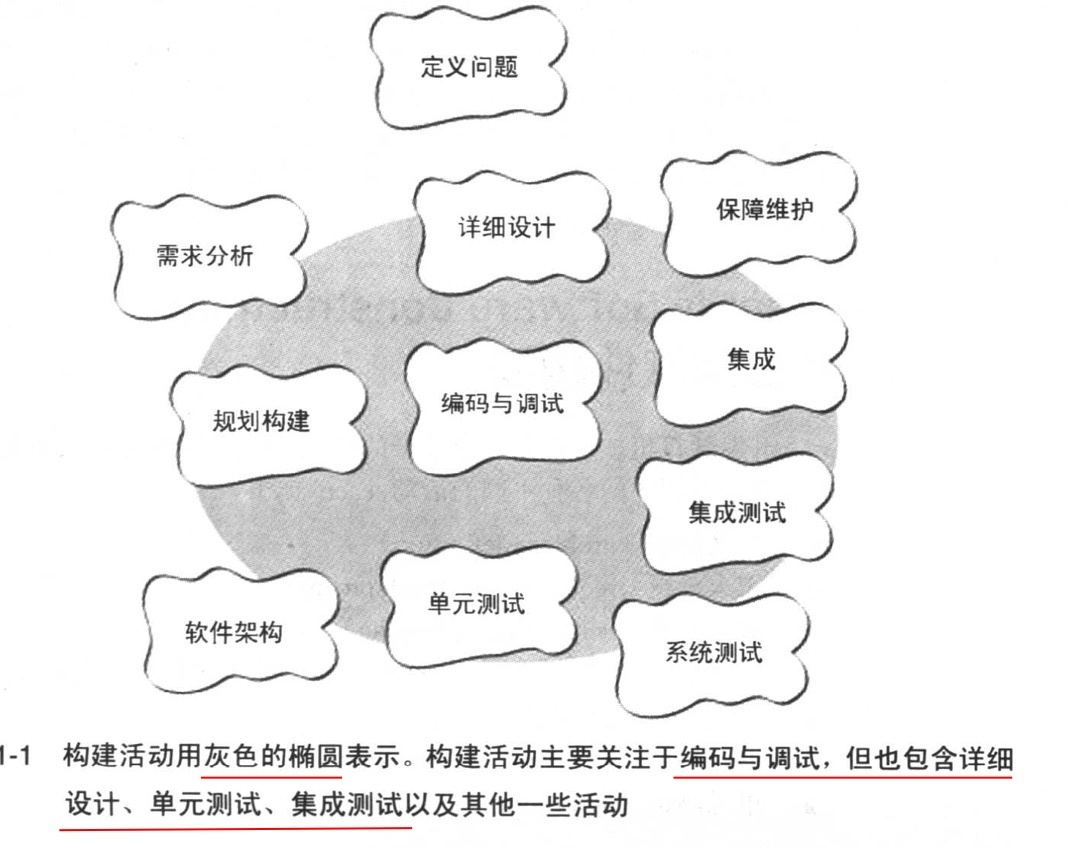 定义问题
保障维护
详细设计
需求分析
集成
编码与调试
规划构建
集成测试
单元测试
软件架构
系统测试
1-1 构建活动用灰色的椭圆表示。构建活动主要关注于编码与调试，但也包含详细
设计、单元测试、集成测试以及其他一些活动